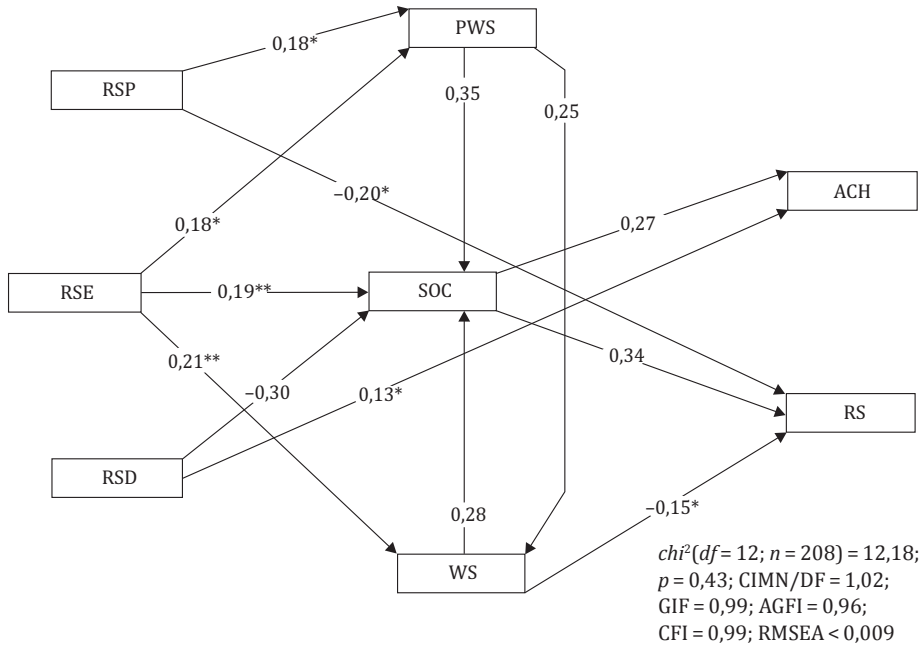 PWS
0,18*
RSP
0,35
0,25
–0,20*
ACH
0,18*
0,27
RSE
0,19**
SOC
0,21**
–0,30
0,13*
0,34
RS
RSD
0,28
–0,15*
WS
chi²(df = 12; n = 208) = 12,18;
p = 0,43; CIMN/DF = 1,02;
GIF = 0,99; AGFI = 0,96;
CFI = 0,99; RMSEA < 0,009